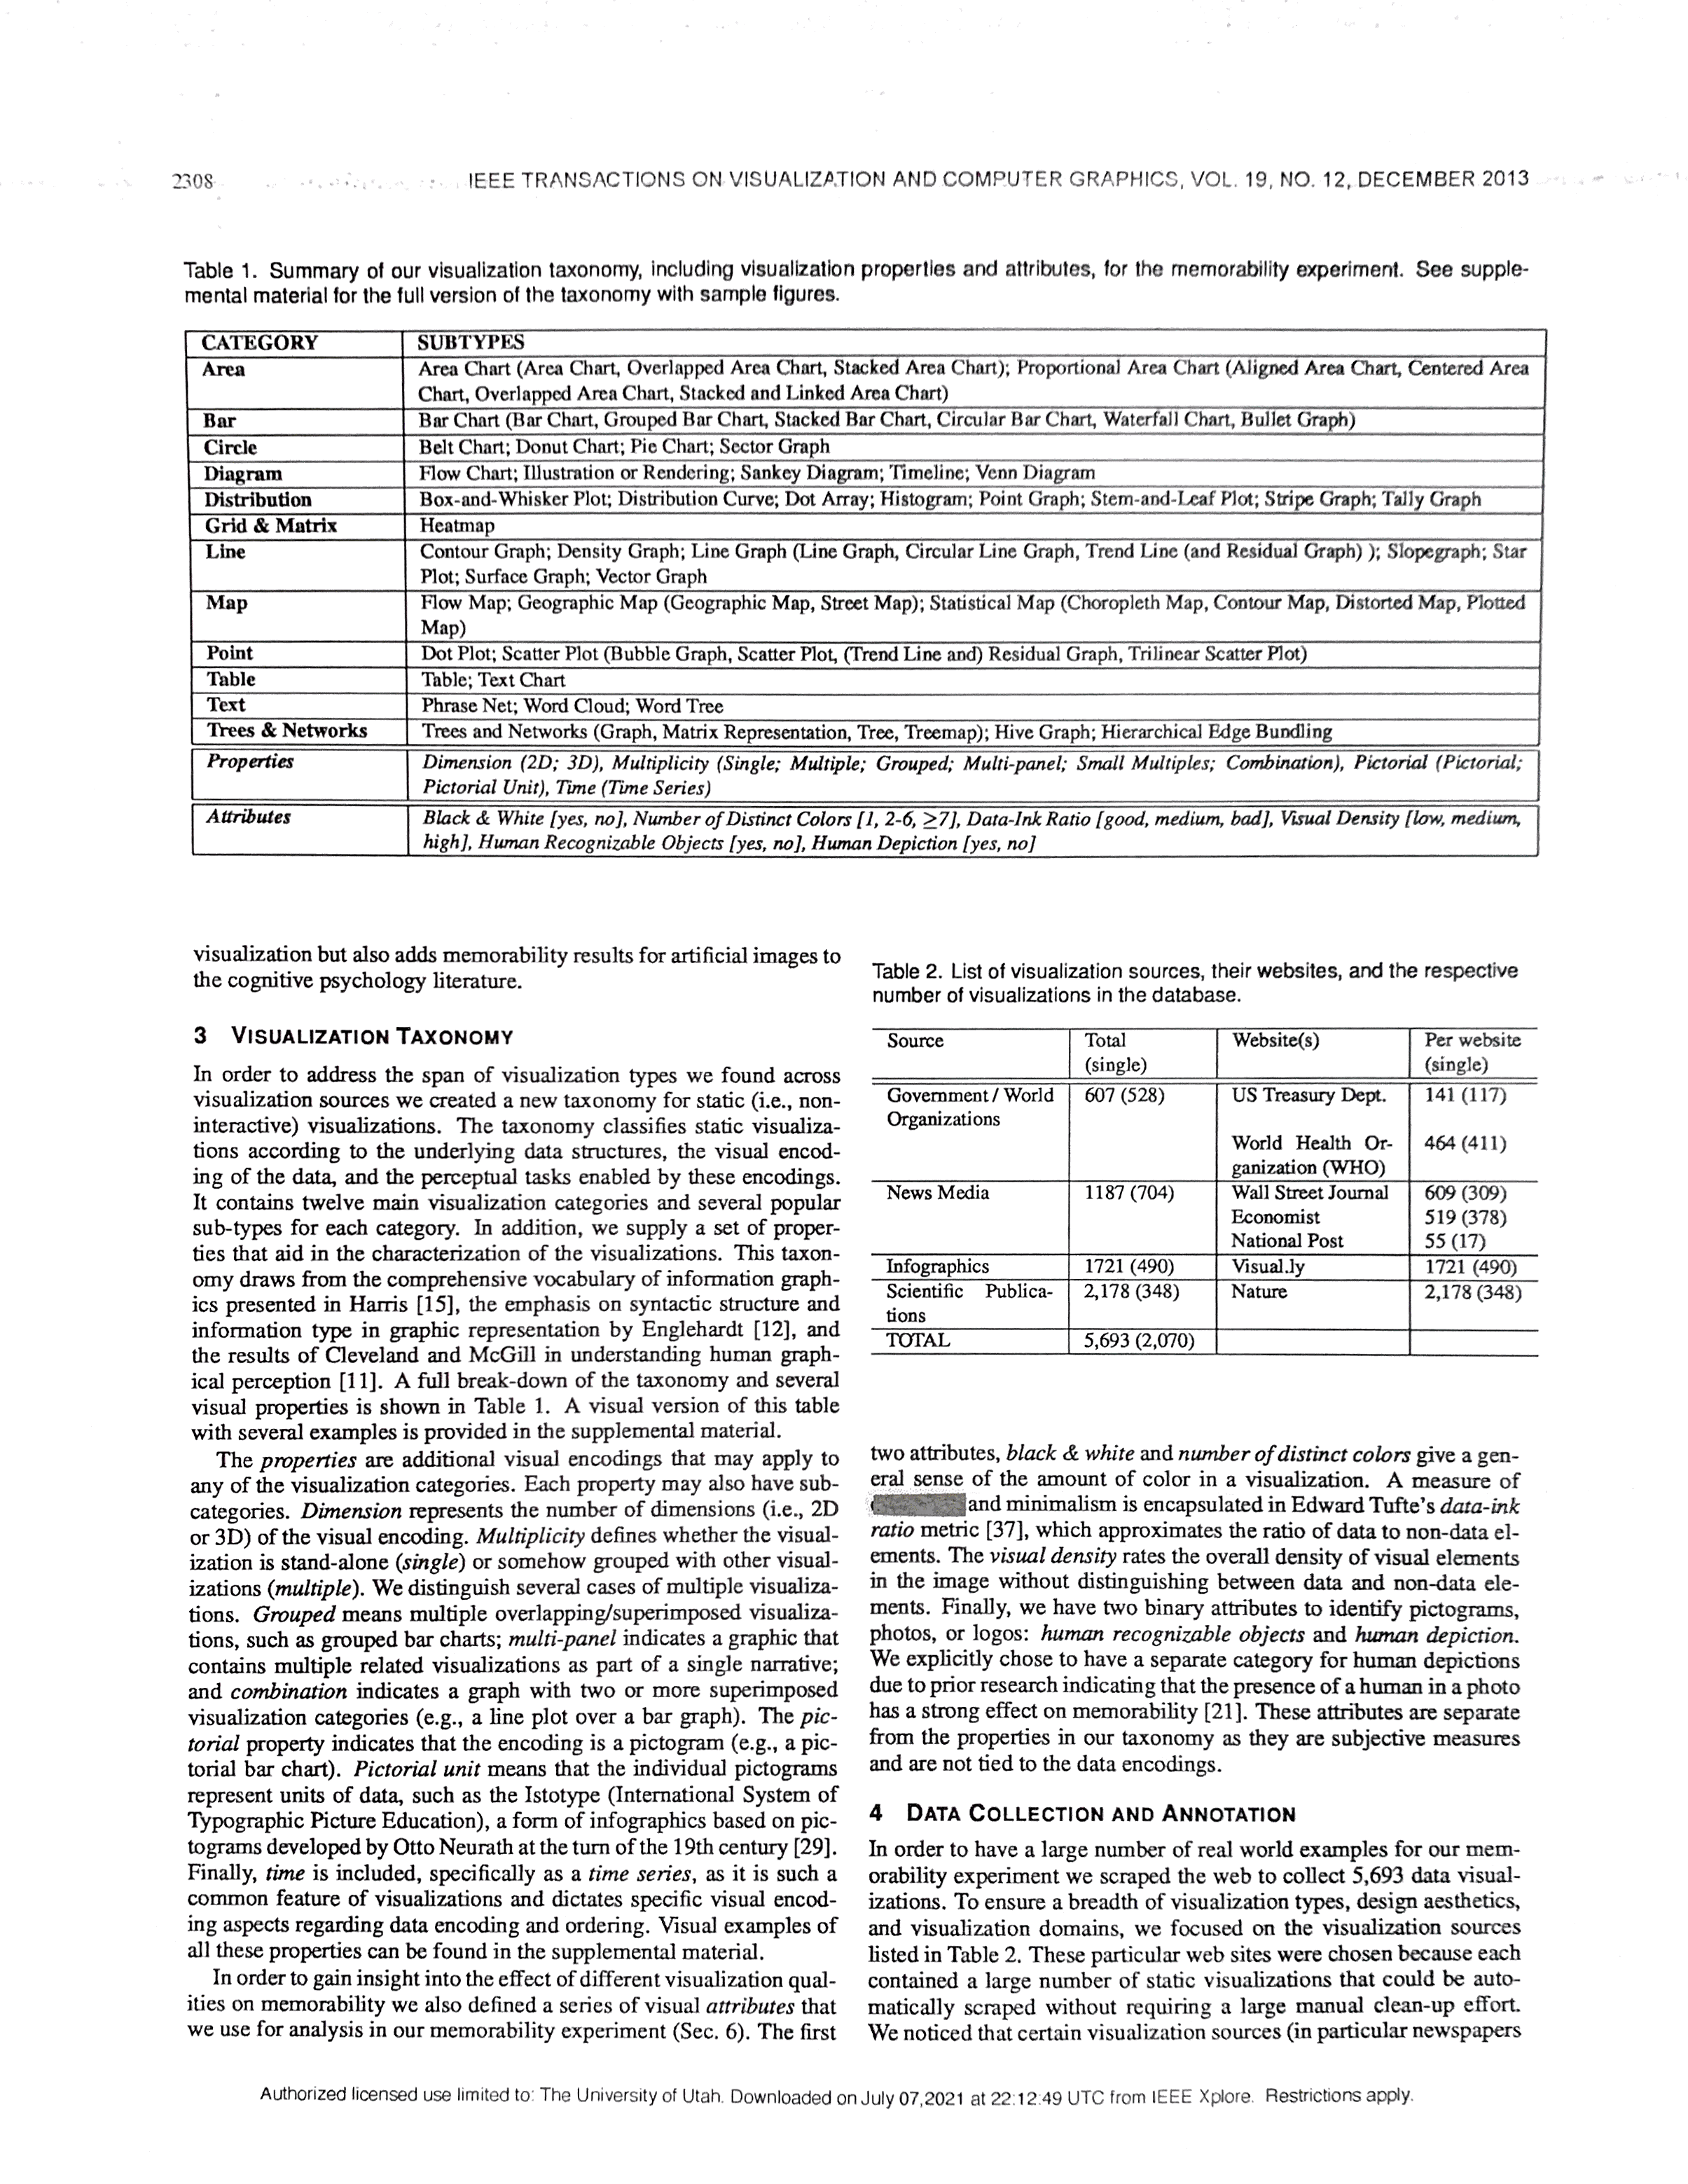 2308
IEEE TRANSACTIONS ON VISUALIZATION AND COMPUTER GRAPHICS, VOL. 19, NO. 12, DECEMBER 2013
Table 1. Summary of our visualization taxonomy, including visualization properties and attributes, for the memorability experiment. See supple-
mental material for the full version of the taxonomy with sample figures.
CATEGORY SUBTYPES
Area Area Chart (Area Chart, Overlapped Area Chart, Stacked Area Chart); Proportional Area Chart (Aligned Area Chart, Centered Area
Chart, Overlapped Area Chart, Stacked and Linked Area Chart)
Bar Bar Chart (Bar Chart, Grouped Bar Chart, Stacked Bar Chart, Circular Bar Chart, Waterfall Chart, Bullet Graph)
Circle Belt Chart; Donut Chart; Pie Chart; Sector Graph
Diagram Flow Chart; Illustration or Rendering; Sankey Diagram; Timeline; Venn Diagram
Distribution Box-and-Whisker Plot; Distribution Curve; Dot Array; Histogram; Point Graph; Stem-and-Leaf Plot; Stripe Graph; Tally Graph
Grid & Matrix Heatmap
Line Contour Graph; Density Graph; Line Graph (Line Graph, Circular Line Graph, Trend Line (and Residual Graph) ); Slopegraph; Star
Plot; Surface Graph; Vector Graph
Map Flow Map; Geographic Map (Geographic Map, Street Map); Statistical Map (Choropleth Map, Contour Map, Distorted Map, Plotted
Map)
Point Dot Plot; Scatter Plot (Bubble Graph, Scatter Plot, (Trend Line and) Residual Graph, Trilinear Scatter Plot)
Table Table; Text Chart
Text Phrase Net; Word Cloud; Word Tree
Trees & Networks Trees and Networks (Graph, Matrix Representation, Tree, Treemap); Hive Graph; Hierarchical Edge Bundling
Properties Dimension (2D; 3D), Multiplicity (Single; Multiple; Grouped; Multi-panel; Small Multiples; Combination), Pictorial (Pictorial;
Pictorial Unit), Time (Time Series)
Attributes Black & White [yes, no], Number of Distinct Colors [1, 2-6, ≥7], Data-Ink Ratio [good, medium, bad], Visual Density [low, medium,
high], Human Recognizable Objects [yes, no], Human Depiction [yes, no]
visualization but also adds memorability results for artificial images to
the cognitive psychology literature.
3 VISUALIZATION TAXONOMY
In order to address the span of visualization types we found across
visualization sources we created a new taxonomy for static (i.e., non-
interactive) visualizations. The taxonomy classifies static visualiza-
tions according to the underlying data structures, the visual encod-
ing of the data, and the perceptual tasks enabled by these encodings.
It contains twelve main visualization categories and several popular
sub-types for each category. In addition, we supply a set of proper-
ties that aid in the characterization of the visualizations. This taxon-
omy draws from the comprehensive vocabulary of information graph-
ics presented in Harris [15], the emphasis on syntactic structure and
information type in graphic representation by Englehardt [12], and
the results of Cleveland and McGill in understanding human graph-
ical perception [11]. A full break-down of the taxonomy and several
visual properties is shown in Table 1. A visual version of this table
with several examples is provided in the supplemental material.
The properties are additional visual encodings that may apply to
any of the visualization categories. Each property may also have sub-
categories. Dimension represents the number of dimensions (i.e., 2D
or 3D) of the visual encoding. Multiplicity defines whether the visual-
ization is stand-alone (single) or somehow grouped with other visual-
izations (multiple). We distinguish several cases of multiple visualiza-
tions. Grouped means multiple overlapping/superimposed visualiza-
tions, such as grouped bar charts; multi-panel indicates a graphic that
contains multiple related visualizations as part of a single narrative;
and combination indicates a graph with two or more superimposed
visualization categories (e.g., a line plot over a bar graph). The pic-
torial property indicates that the encoding is a pictogram (e.g., a pic-
torial bar chart). Pictorial unit means that the individual pictograms
represent units of data, such as the Istotype (International System of
Typographic Picture Education), a form of infographics based on pic-
tograms developed by Otto Neurath at the turn of the 19th century [29].
Finally, time is included, specifically as a time series, as it is such a
common feature of visualizations and dictates specific visual encod-
ing aspects regarding data encoding and ordering. Visual examples of
all these properties can be found in the supplemental material.
In order to gain insight into the effect of different visualization qual-
ities on memorability we also defined a series of visual attributes that
we use for analysis in our memorability experiment (Sec. 6). The first
Table 2. List of visualization sources, their websites, and the respective
number of visualizations in the database.
Source Total Website(s) Per website
(single) (single)
Government / World 607 (528) US Treasury Dept. 141 (117)
Organizations
World Health Or- 464 (411)
ganization (WHO)
News Media 1187 (704) Wall Street Journal 609 (309)
Economist 519 (378)
National Post 55 (17)
Infographics 1721 (490) Visual.ly 1721 (490)
Scientific Publica- 2,178 (348) Nature 2,178 (348)
tions
TOTAL 5,693 (2,070)
two attributes, black & white and number of distinct colors give a gen-
eral sense of the amount of color in a visualization. A measure of
and minimalism is encapsulated in Edward Tufte's data-ink
ratio metric [37], which approximates the ratio of data to non-data el-
ements. The visual density rates the overall density of visual elements
in the image without distinguishing between data and non-data ele-
ments. Finally, we have two binary attributes to identify pictograms,
photos, or logos: human recognizable objects and human depiction.
We explicitly chose to have a separate category for human depictions
due to prior research indicating that the presence of a human in a photo
has a strong effect on memorability [21]. These attributes are separate
from the properties in our taxonomy as they are subjective measures
and are not tied to the data encodings.
4 DATA COLLECTION AND ANNOTATION
In order to have a large number of real world examples for our mem-
orability experiment we scraped the web to collect 5,693 data visual-
izations. To ensure a breadth of visualization types, design aesthetics,
and visualization domains, we focused on the visualization sources
listed in Table 2. These particular web sites were chosen because each
contained a large number of static visualizations that could be auto-
matically scraped without requiring a large manual clean-up effort.
We noticed that certain visualization sources (in particular newspapers
Authorized licensed use limited to: The University of Utah. Downloaded on July 07,2021 at 22:12:49 UTC from IEEE Xplore. Restrictions apply.